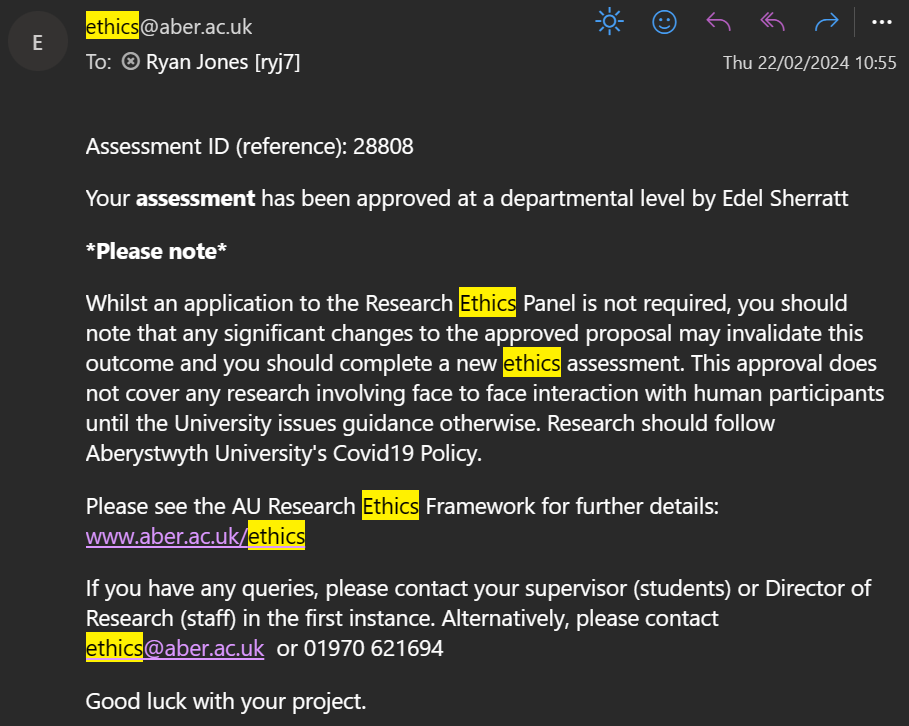 E
ethics@aber.ac.uk
To: Ryan Jones [ryj7]
Thu 22/02/2024 10:55
Assessment ID (reference): 28808
Your assessment has been approved at a departmental level by Edel Sherratt
*Please note*
Whilst an application to the Research Ethics Panel is not required, you should
note that any significant changes to the approved proposal may invalidate this
outcome and you should complete a new ethics assessment. This approval does
not cover any research involving face to face interaction with human participants
until the University issues guidance otherwise. Research should follow
Aberystwyth University's Covid19 Policy.
Please see the AU Research Ethics Framework for further details:
www.aber.ac.uk/ethics
If you have any queries, please contact your supervisor (students) or Director of
Research (staff) in the first instance. Alternatively, please contact
ethics@aber.ac.uk or 01970 621694
Good luck with your project.